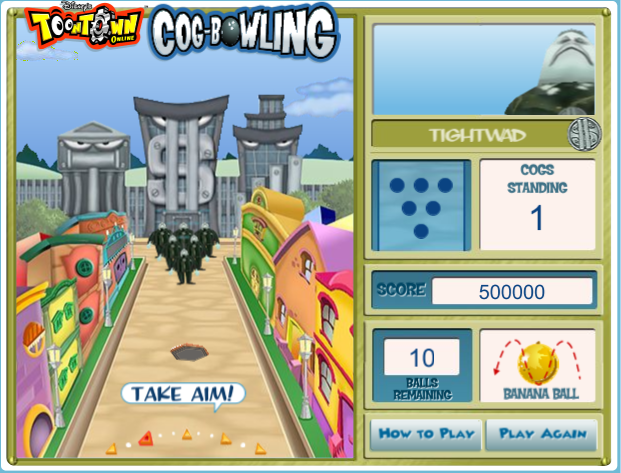 Disney's
TOONTOWN
ONLINE
COG-BOWLING
TIGHTWAD
COGS
STANDING
1
SCORE 500000
10
BALLS
REMAINING
BANANA BALL
TAKE AIM!
HOW TO PLAY
PLAY AGAIN